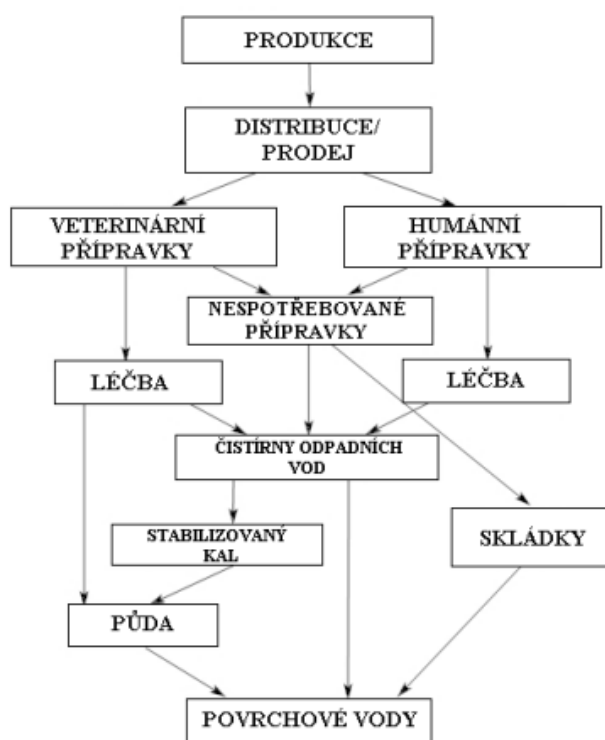 PRODUKCE
DISTRIBUCE/
PRODEJ
VETERINÁRNÍ
PŘÍPRAVKY
HUMÁNNÍ
PŘÍPRAVKY
NESPOTŘEBOVANÉ
PŘÍPRAVKY
LÉČBA
LÉČBA
ČISTÍRNY ODPADNÍCH
VOD
STABILIZOVANÝ
KAL
SKLÁDKY
PŮDA
POVRCHOVÉ VODY